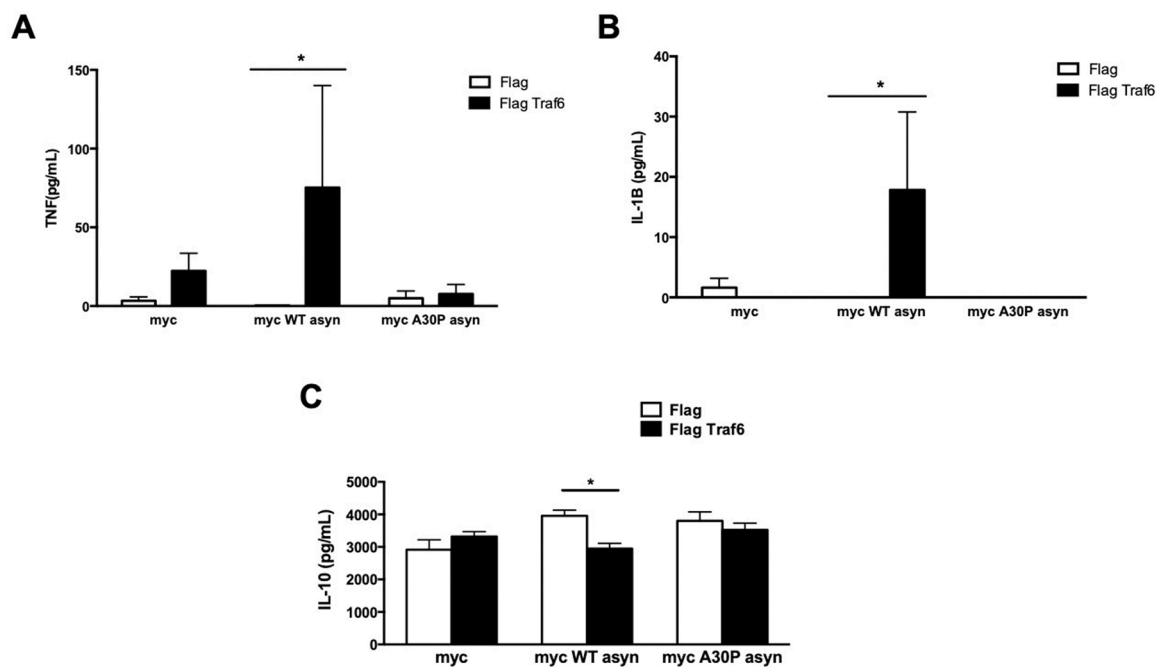 A
*
150
100
50
0
TNF(pg/mL)
Flag
Flag Traf6
myc
myc WT asyn
myc A30P asyn
B
*
40
30
20
10
0
IL-1B (pg/mL)
Flag
Flag Traf6
myc
myc WT asyn
myc A30P asyn
C
Flag
Flag Traf6
*
5000
4000
3000
2000
1000
0
IL-10 (pg/mL)
myc
myc WT asyn
myc A30P asyn